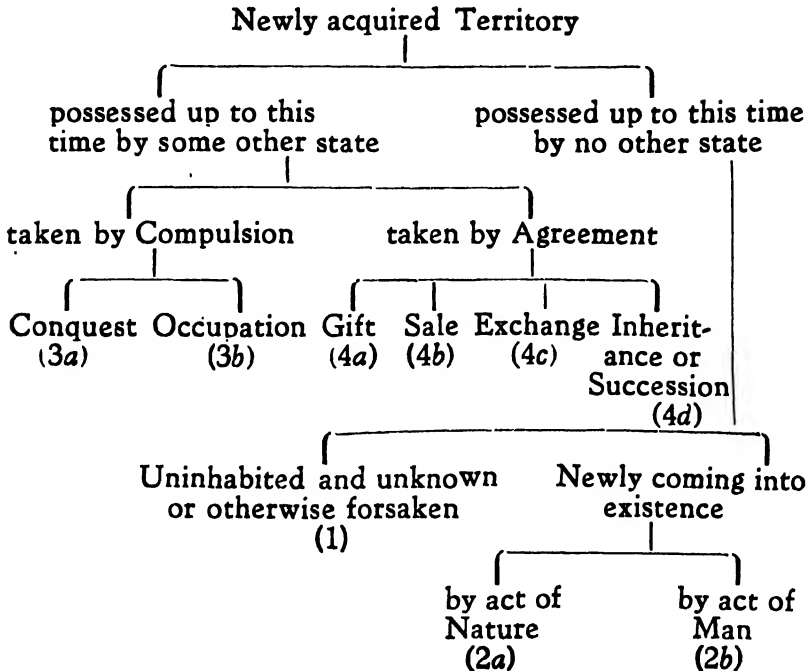 Newly acquired Territory
possessed up to this possessed up to this time
time by some other state by no other state
taken by Compulsion taken by Agreement
Conquest Occupation Gift Sale Exchange Inherit-
(3a) (3b) (4a) (4b) (4c) ance or
Succession
(4d)
Uninhabited and unknown Newly coming into
or otherwise forsaken existence
(1)
by act of by act of
Nature Man
(2a) (2b)